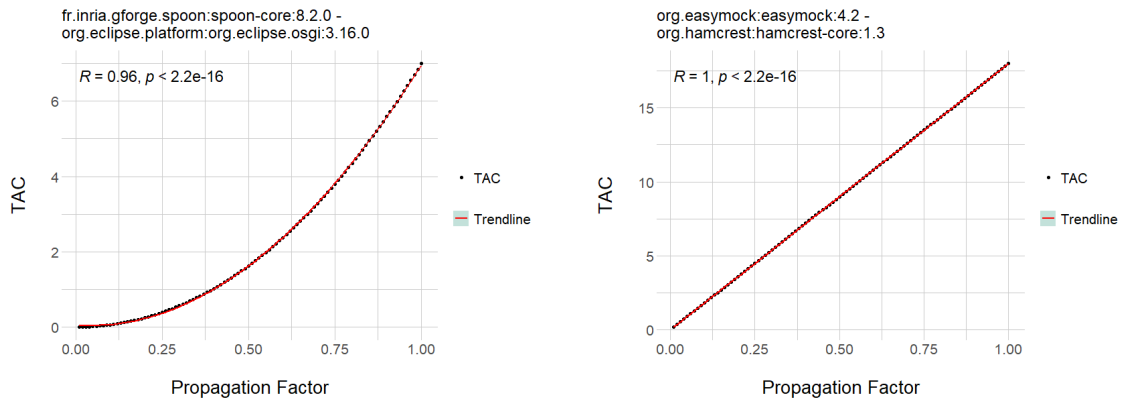 fr.inria.gforge.spoon:spoon-core:8.2.0 -
org.eclipse.platform:org.eclipse.osgi:3.16.0
R = 0.96, p < 2.2e-16
6
4
2
0
TAC
0.00 0.25 0.50 0.75 1.00
Propagation Factor
TAC
Trendline
org.easymock:easymock:4.2 -
org.hamcrest:hamcrest-core:1.3
R = 1, p < 2.2e-16
15
10
5
0
TAC
0.00 0.25 0.50 0.75 1.00
Propagation Factor
TAC
Trendline